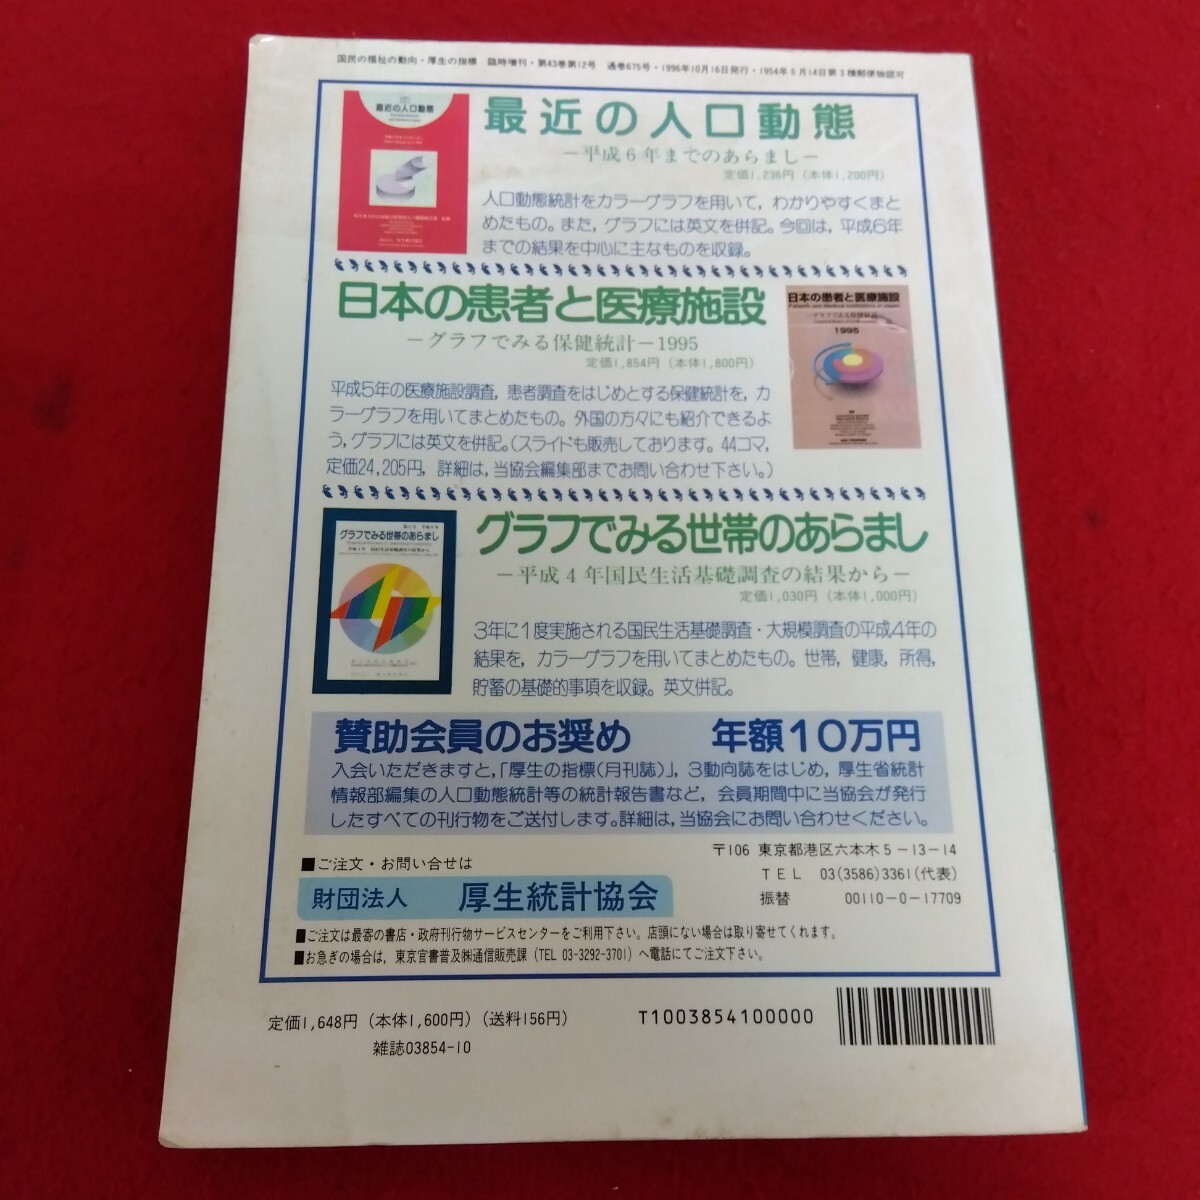 国民の福祉の動向・厚生の指標　臨時増刊・第43巻第12号　通巻675号・1996年10月16日発行・1954年5月14日第3種郵便物認可
最近の人口動態
最近の人口動態
－平成6年までのあらまし－
定価1,236円（本体1,200円）
人口動態統計をカラーグラフを用いて，わかりやすくまと
めたもの。また，グラフには英文を併記。今回は，平成6年
までの結果を中心に主なものを収録。
日本の患者と医療施設
－グラフでみる保健統計－1995
定価1,854円（本体1,800円）
平成5年の医療施設調査，患者調査をはじめとする保健統計を，カ
ラーグラフを用いてまとめたもの。外国の方々にも紹介できるよ
う，グラフには英文を併記。（スライドも販売しております。44コマ，
定価24,205円，詳細は，当協会編集部までお問い合わせ下さい。）
日本の患者と医療施設
－グラフでみる保健統計－
1995
グラフでみる世帯のあらまし
グラフでみる世帯のあらまし
－平成4年国民生活基礎調査の結果から－
定価1,030円（本体1,000円）
3年に1度実施される国民生活基礎調査・大規模調査の平成4年の
結果を，カラーグラフを用いてまとめたもの。世帯，健康，所得，
貯蓄の基礎的事項を収録。英文併記。
賛助会員のお奨め　年額10万円
入会いただきますと，「厚生の指標（月刊誌）」，3動向誌をはじめ，厚生省統計
情報部編集の人口動態統計等の統計報告書など，会員期間中に当協会が発行
したすべての刊行物をご送付します。詳細は，当協会にお問い合わせください。
■ご注文・お問い合せは
財団法人　厚生統計協会
〒106 東京都港区六本木5－13－14
TEL 03(3586)3361(代表)
振替 00110-0-17709
■ご注文は最寄の書店・政府刊行物サービスセンターをご利用下さい。店頭にない場合は取り寄せてくれます。
■お急ぎの場合は，東京官書普及㈱通信販売課（TEL 03-3292-3701）へ電話にてご注文下さい。
定価1,648円（本体1,600円）（送料156円）
雑誌03854-10
T1003854100000